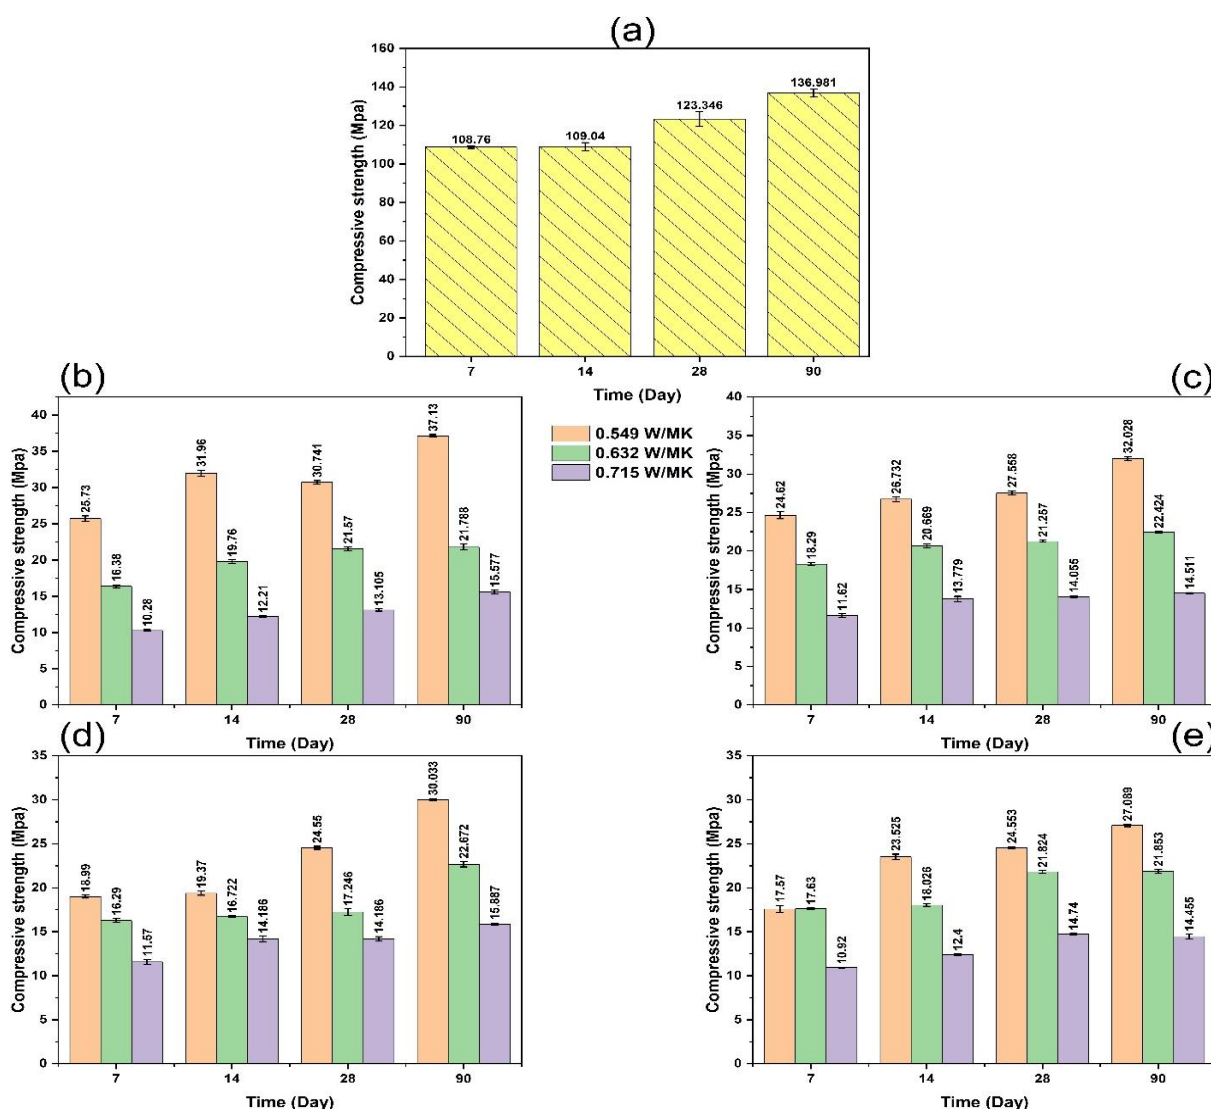 (a)
Compressive strength (Mpa)
160
140
120
100
80
60
40
20
0
108.76
109.04
123.346
136.981
7 14 28 90
Time (Day)
0.549 W/MK
0.632 W/MK
0.715 W/MK
(b)
Compressive strength (Mpa)
40
35
30
25
20
15
10
5
0
25.73 16.38 10.28
31.96 19.76 12.21
30.741 21.57 13.105
37.13 21.788 15.577
7 14 28 90
Time (Day)
(c)
Compressive strength (Mpa)
40
35
30
25
20
15
10
5
0
24.62 18.29 11.62
26.732 20.669 13.779
27.558 21.257 14.055
32.028 22.424 14.511
7 14 28 90
Time (Day)
(d)
Compressive strength (Mpa)
35
30
25
20
15
10
5
0
18.99 16.29 11.57
19.37 16.722 14.186
24.55 17.246 14.186
30.033 22.672 15.887
7 14 28 90
Time (Day)
(e)
Compressive strength (Mpa)
35
30
25
20
15
10
5
0
17.57 17.63 10.92
23.525 18.026 12.4
24.553 21.824 14.74
27.089 21.853 14.455
7 14 28 90
Time (Day)